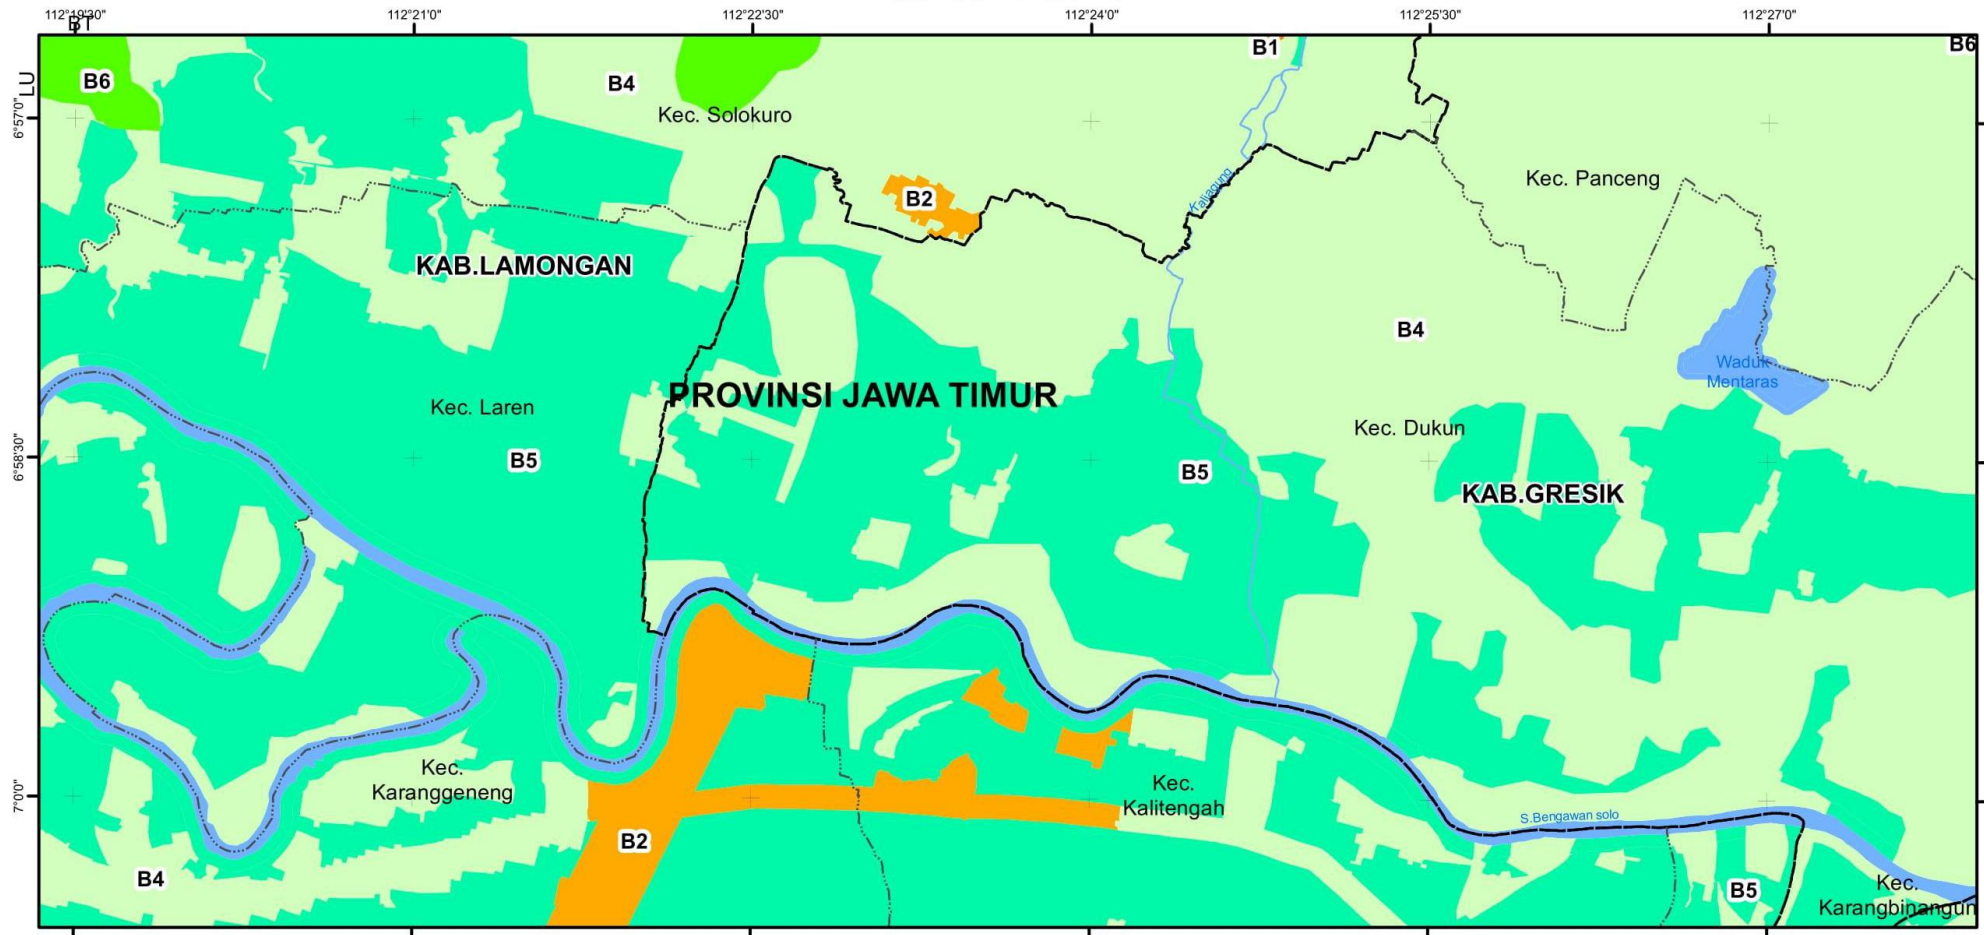 112°19'30"
112°21'0"
112°22'30"
112°24'0"
112°25'30"
112°27'0"
BT
LU
B1
B6
B6
B4
6°57'0"
Kec. Solokuro
Kaliagung
Kec. Panceng
B2
KAB.LAMONGAN
B4
Waduk
Mentaras
PROVINSI JAWA TIMUR
Kec. Laren
Kec. Dukun
6°58'30"
B5
B5
KAB.GRESIK
Kec.
Karanggeneng
Kec.
Kalitengah
7°0'0"
S.Bengawan solo
B2
B4
B5
Kec.
Karangbinangun